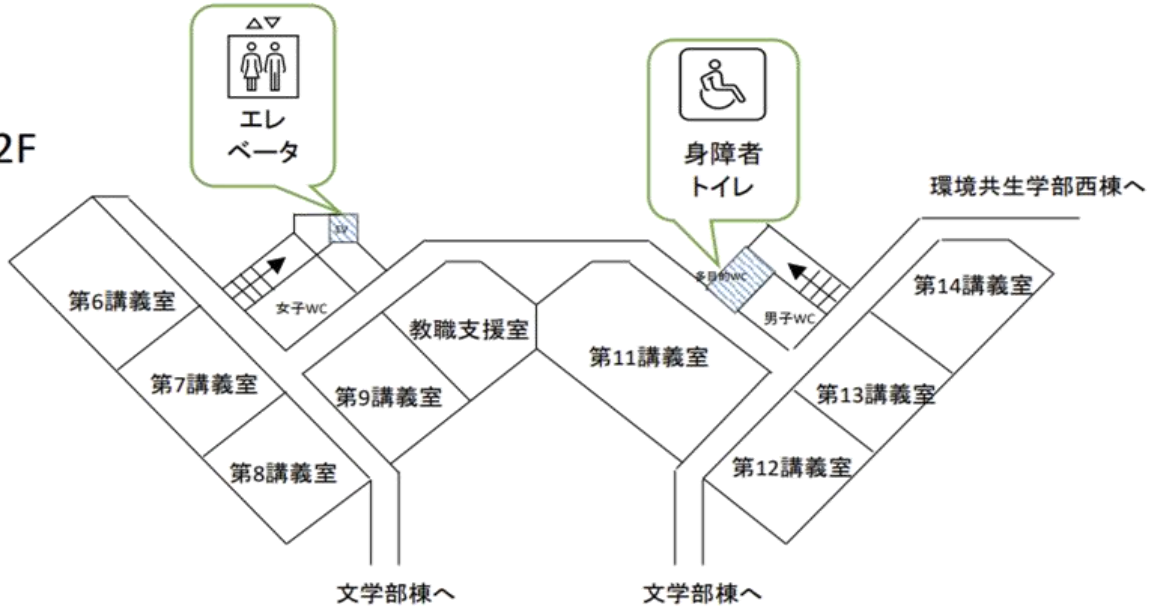 2F
エレ
ベータ
身障者
トイレ
環境共生学部西棟へ
EV
多目的WC
女子WC
男子WC
第6講義室
第7講義室
第8講義室
第9講義室
教職支援室
第11講義室
第14講義室
第13講義室
第12講義室
文学部棟へ
文学部棟へ